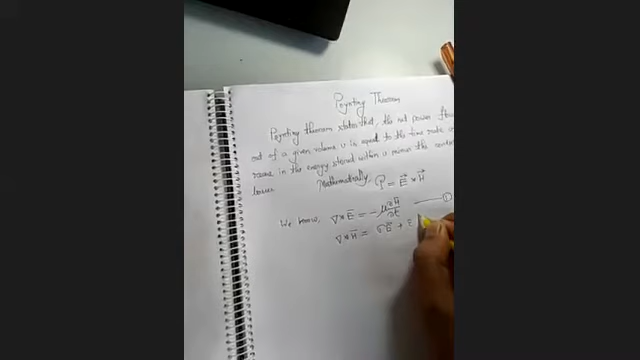 Poynting Theorem
Poynting theorem states that, the net power flow
out of a given volume v is equal to the time rate of
in the energy stored within v minus the
losses
Mathematically, P = E⃗ * H⃗
We know, ∇*E̅ = -μ∂H̅/∂t ——①
∇*H̅ = σE̅ + ε